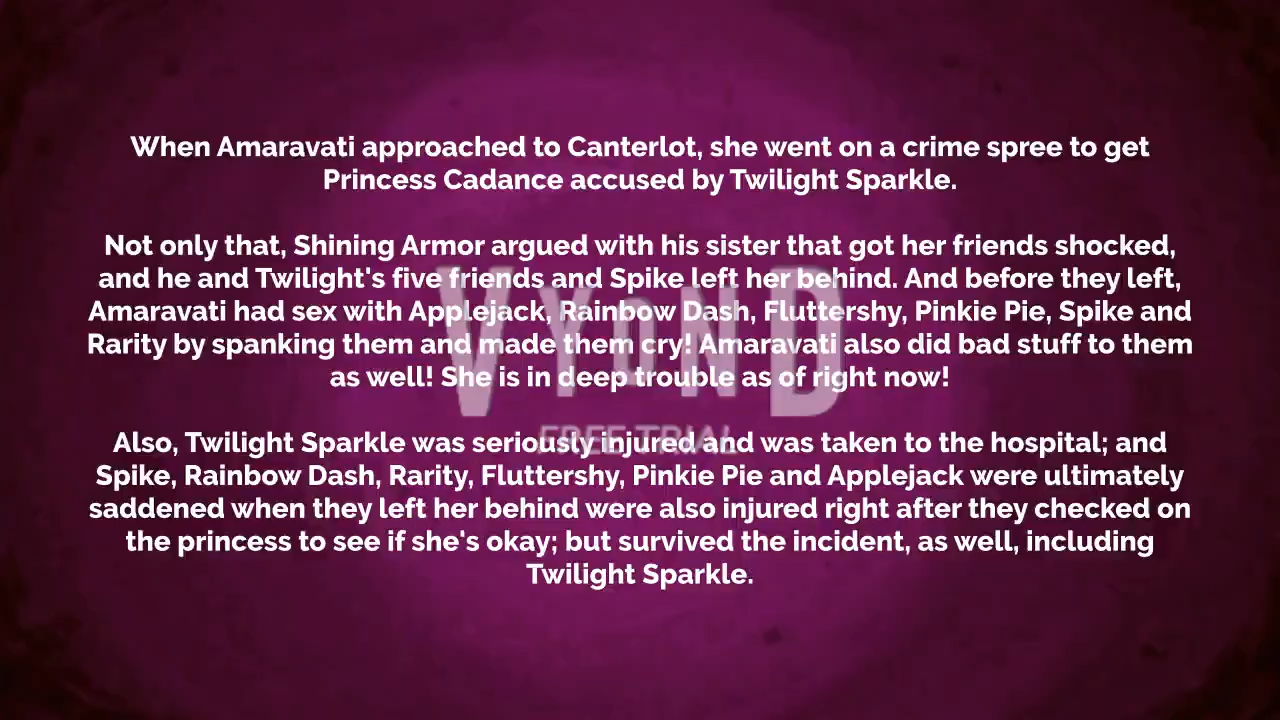 When Amaravati approached to Canterlot, she went on a crime spree to get
Princess Cadance accused by Twilight Sparkle.
Not only that, Shining Armor argued with his sister that got her friends shocked,
and he and Twilight's five friends and Spike left her behind. And before they left,
Amaravati had sex with Applejack, Rainbow Dash, Fluttershy, Pinkie Pie, Spike and
Rarity by spanking them and made them cry! Amaravati also did bad stuff to them
as well! She is in deep trouble as of right now!
Also, Twilight Sparkle was seriously injured and was taken to the hospital; and
Spike, Rainbow Dash, Rarity, Fluttershy, Pinkie Pie and Applejack were ultimately
saddened when they left her behind were also injured right after they checked on
the princess to see if she's okay; but survived the incident, as well, including
Twilight Sparkle.
VYOND
FREE TRIAL